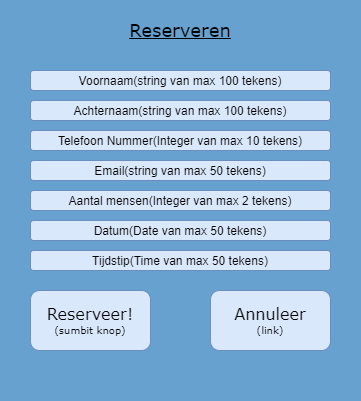 Reserveren
Voornaam(string van max 100 tekens)
Achternaam(string van max 100 tekens)
Telefoon Nummer(Integer van max 10 tekens)
Email(string van max 50 tekens)
Aantal mensen(Integer van max 2 tekens)
Datum(Date van max 50 tekens)
Tijdstip(Time van max 50 tekens)
Reserveer!
(sumbit knop)
Annuleer
(link)